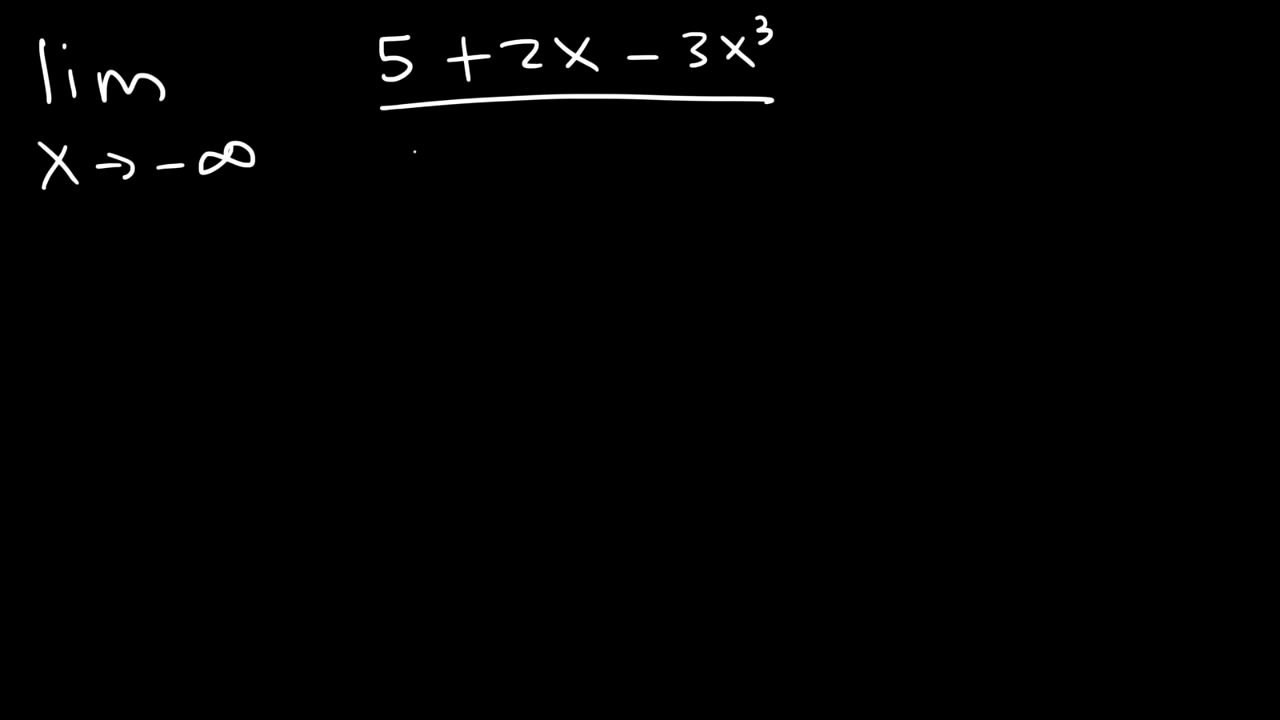 lim 5 + 2x - 3x³
x → - ∞